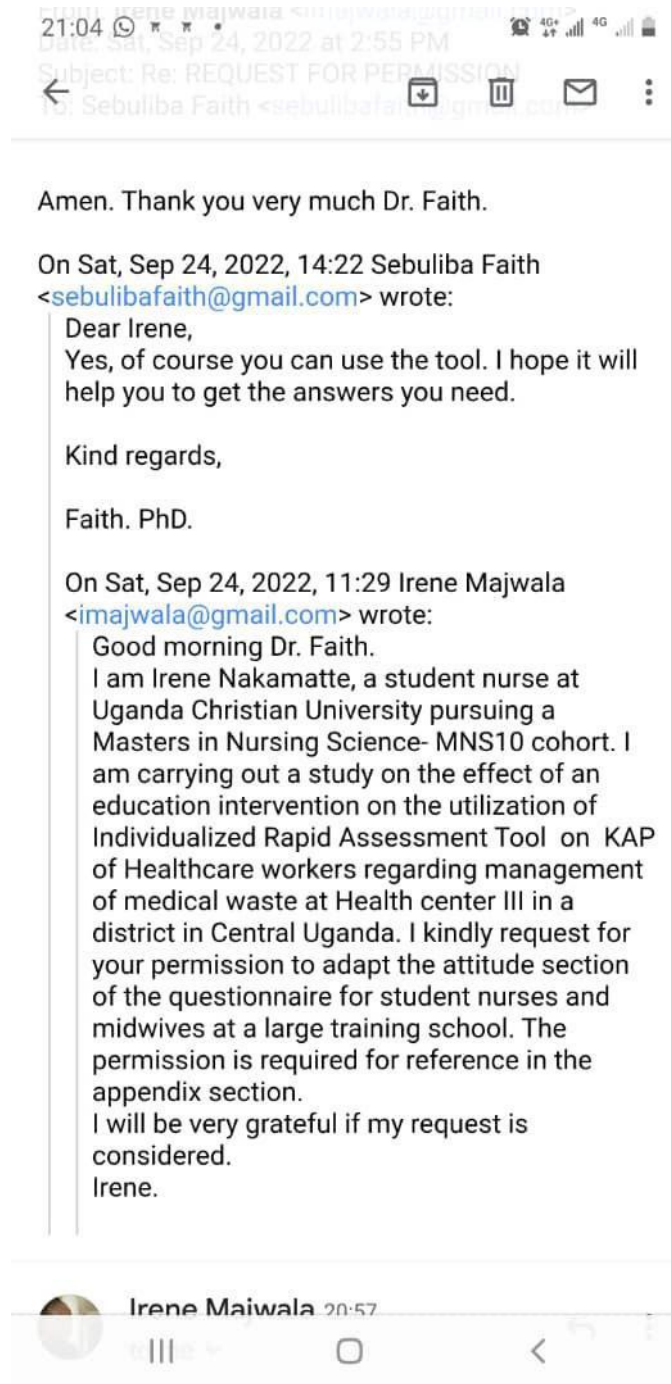 From: Irene Majwala
21:04 4G+ 4G
Date: Sat, Sep 24, 2022 at 2:55 PM
Subject: Re: REQUEST FOR PERMISSION
To: Sebuliba Faith
Amen. Thank you very much Dr. Faith.
On Sat, Sep 24, 2022, 14:22 Sebuliba Faith
<sebulibafaith@gmail.com> wrote:
Dear Irene,
Yes, of course you can use the tool. I hope it will
help you to get the answers you need.
Kind regards,
Faith. PhD.
On Sat, Sep 24, 2022, 11:29 Irene Majwala
<imajwala@gmail.com> wrote:
Good morning Dr. Faith.
I am Irene Nakamatte, a student nurse at
Uganda Christian University pursuing a
Masters in Nursing Science- MNS10 cohort. I
am carrying out a study on the effect of an
education intervention on the utilization of
Individualized Rapid Assessment Tool on KAP
of Healthcare workers regarding management
of medical waste at Health center III in a
district in Central Uganda. I kindly request for
your permission to adapt the attitude section
of the questionnaire for student nurses and
midwives at a large training school. The
permission is required for reference in the
appendix section.
I will be very grateful if my request is
considered.
Irene.
Irene Majwala 20:57